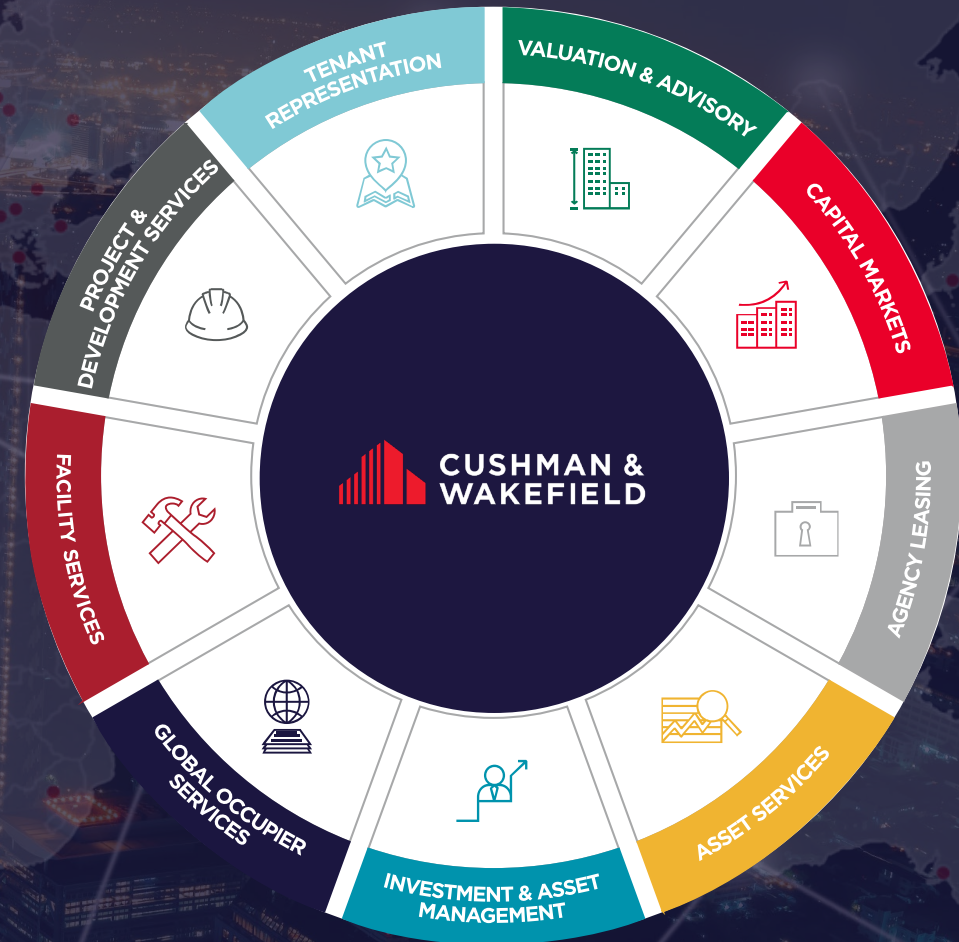 TENANT
REPRESENTATION
VALUATION & ADVISORY
CAPITAL MARKETS
AGENCY LEASING
ASSET SERVICES
INVESTMENT & ASSET
MANAGEMENT
GLOBAL OCCUPIER
SERVICES
FACILITY SERVICES
PROJECT &
DEVELOPMENT SERVICES
CUSHMAN &
WAKEFIELD